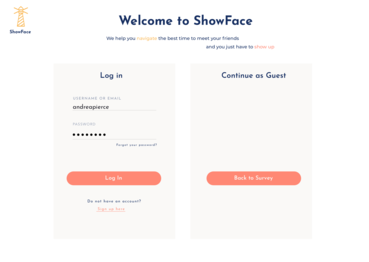 ShowFace
Welcome to ShowFace
We help you navigate the best time to meet your friends
and you just have to show up
Log in
USERNAME OR EMAIL
andreapierce
PASSWORD
Forgot your password?
Log In
Do not have an account?
Sign up here
Continue as Guest
Back to Survey